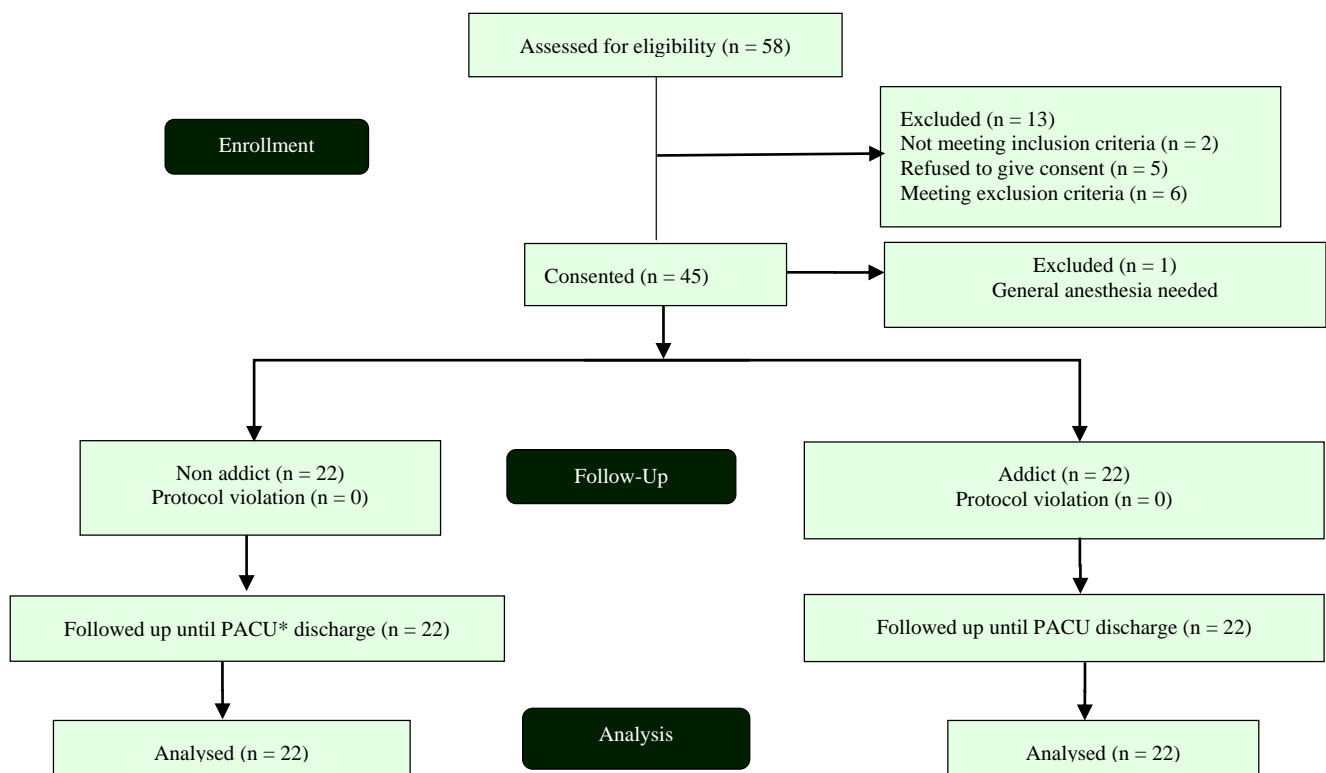 Assessed for eligibility (n = 58)
Enrollment
Excluded (n = 13)
Not meeting inclusion criteria (n = 2)
Refused to give consent (n = 5)
Meeting exclusion criteria (n = 6)
Consented (n = 45)
Excluded (n = 1)
General anesthesia needed
Non addict (n = 22)
Protocol violation (n = 0)
Follow-Up
Addict (n = 22)
Protocol violation (n = 0)
Followed up until PACU* discharge (n = 22)
Followed up until PACU discharge (n = 22)
Analysis
Analysed (n = 22)
Analysed (n = 22)